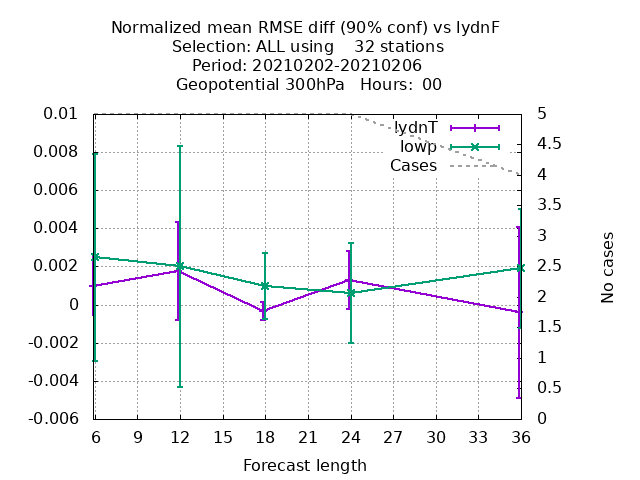 Normalized mean RMSE diff (90% conf) vs lydnF
Selection: ALL using    32 stations
Period: 20210202-20210206
Geopotential 300hPa   Hours:  00
0.01
0.008
0.006
0.004
0.002
0
-0.002
-0.004
-0.006
lydnT
lowp
Cases
5
4.5
4
3.5
3
2.5
2
1.5
1
0.5
0
No cases
6 9 12 15 18 21 24 27 30 33 36
Forecast length